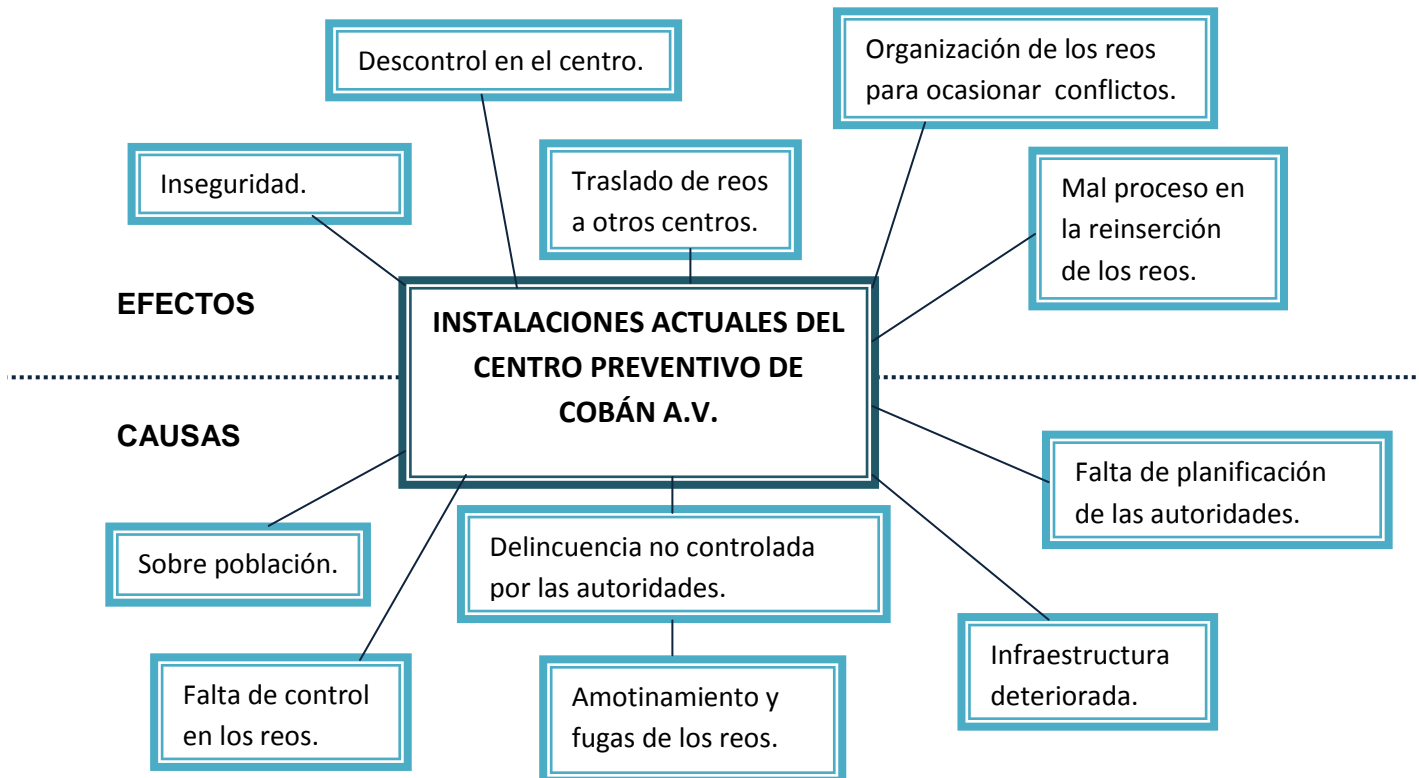 Descontrol en el centro.
Organización de los reos
para ocasionar conflictos.
Inseguridad.
Traslado de reos
a otros centros.
Mal proceso en
la reinserción
de los reos.
EFECTOS
INSTALACIONES ACTUALES DEL
CENTRO PREVENTIVO DE
COBÁN A.V.
CAUSAS
Falta de planificación
de las autoridades.
Sobre población.
Delincuencia no controlada
por las autoridades.
Infraestructura
deteriorada.
Falta de control
en los reos.
Amotinamiento y
fugas de los reos.